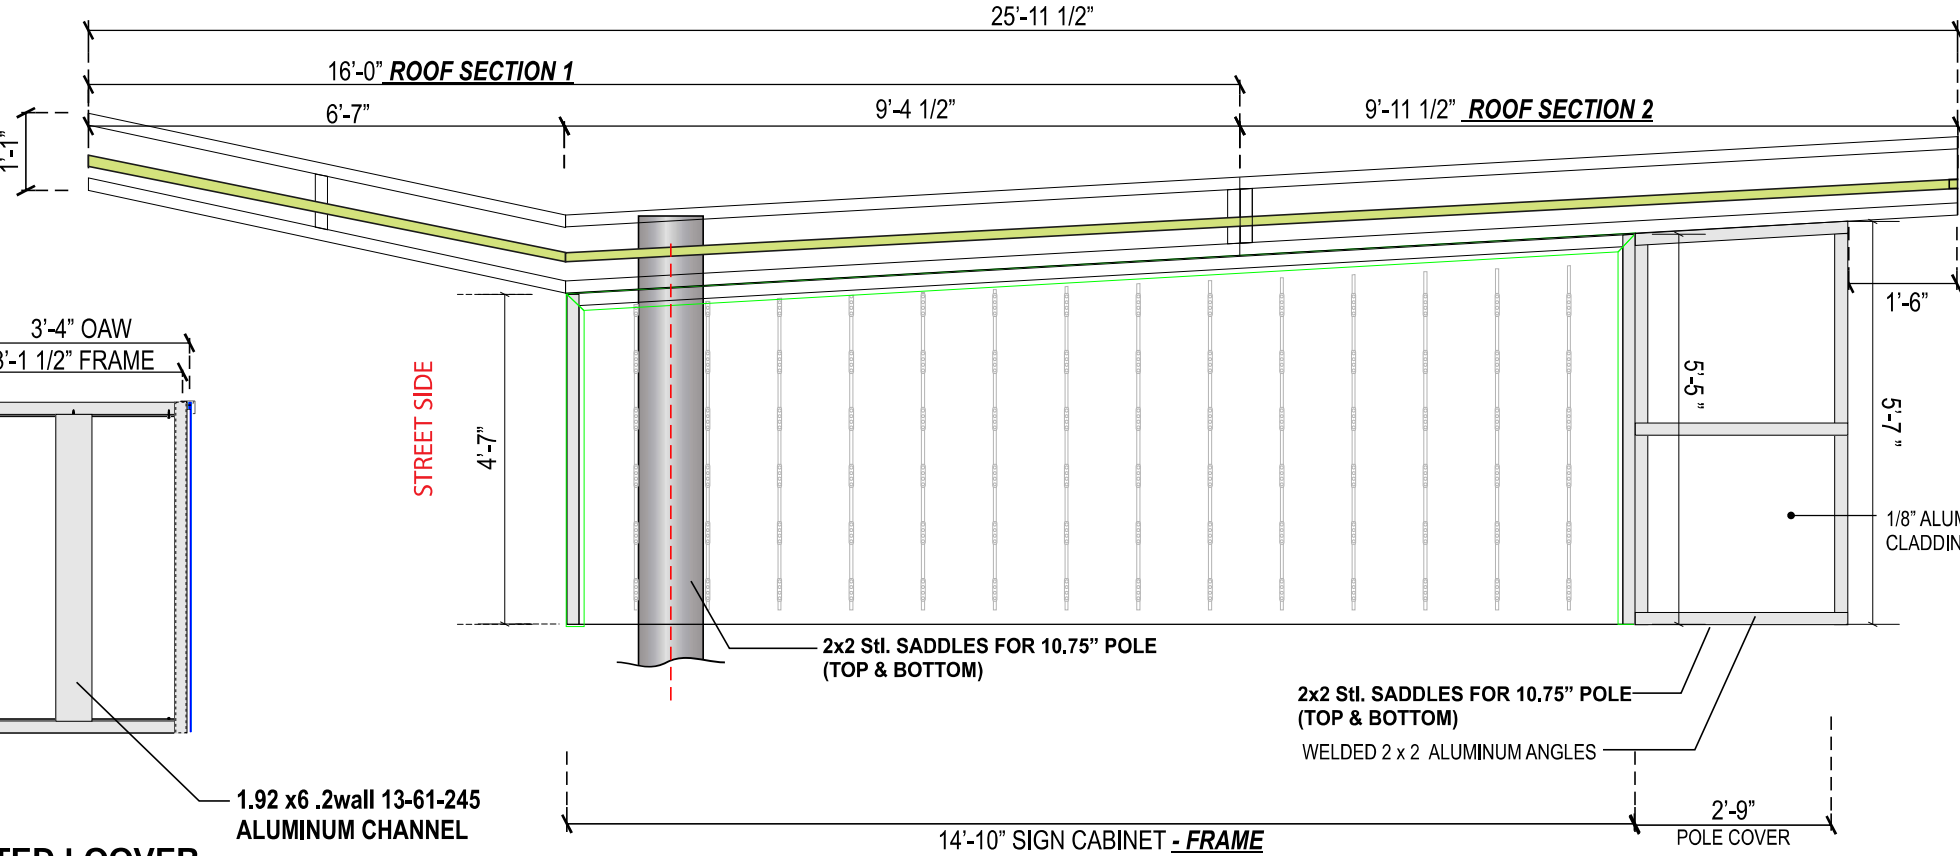 25'-11 1/2"
16'-0" ROOF SECTION 1
6'-7"
9'-4 1/2"
9'-11 1/2" ROOF SECTION 2
1'-1"
1'-6"
3'-4" OAW
3'-1 1/2" FRAME
STREET SIDE
4'-7"
5'-5"
5'-7"
1/8" ALUM
CLADDIN
2x2 Stl. SADDLES FOR 10.75" POLE
(TOP & BOTTOM)
2x2 Stl. SADDLES FOR 10.75" POLE
(TOP & BOTTOM)
WELDED 2 x 2 ALUMINUM ANGLES
1.92 x6 .2wall 13-61-245
ALUMINUM CHANNEL
14'-10" SIGN CABINET - FRAME
2'-9"
POLE COVER